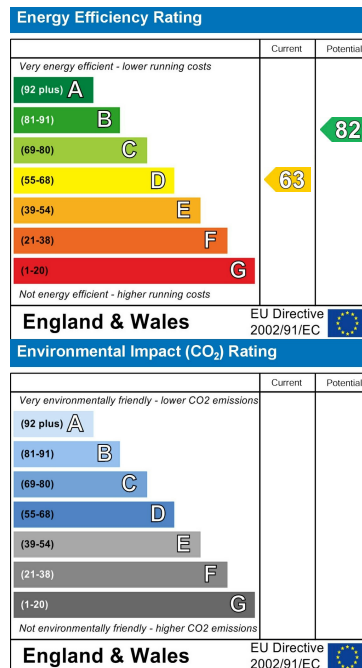 Energy Efficiency Rating
Current Potential
Very energy efficient - lower running costs
(92 plus) A
(81-91) B
82
(69-80) C
(55-68) D
63
(39-54) E
(21-38) F
(1-20) G
Not energy efficient - higher running costs
England & Wales
EU Directive
2002/91/EC
Environmental Impact (CO₂) Rating
Current Potential
Very environmentally friendly - lower CO2 emissions
(92 plus) A
(81-91) B
(69-80) C
(55-68) D
(39-54) E
(21-38) F
(1-20) G
Not environmentally friendly - higher CO2 emissions
England & Wales
EU Directive
2002/91/EC